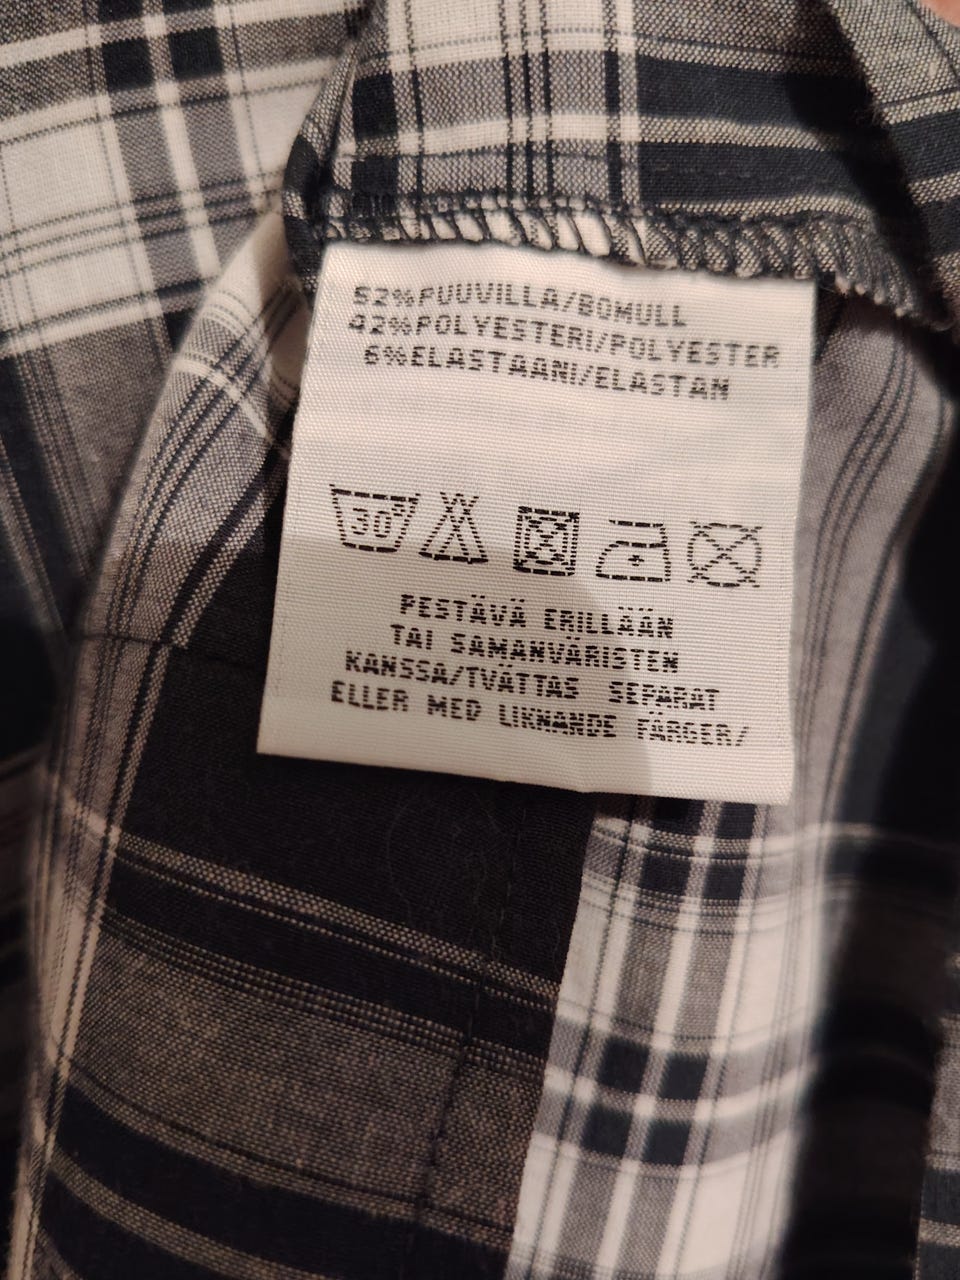 52%PUUVILLA/BOMULL
42%POLYESTERI/POLYESTER
6%ELASTAANI/ELASTAN
30°
PESTÄVÄ ERILLÄÄN
TAI SAMANVÄRISTEN
KANSSA/TVÄTTAS SEPARAT
ELLER MED LIKNANDE FÄRGER/